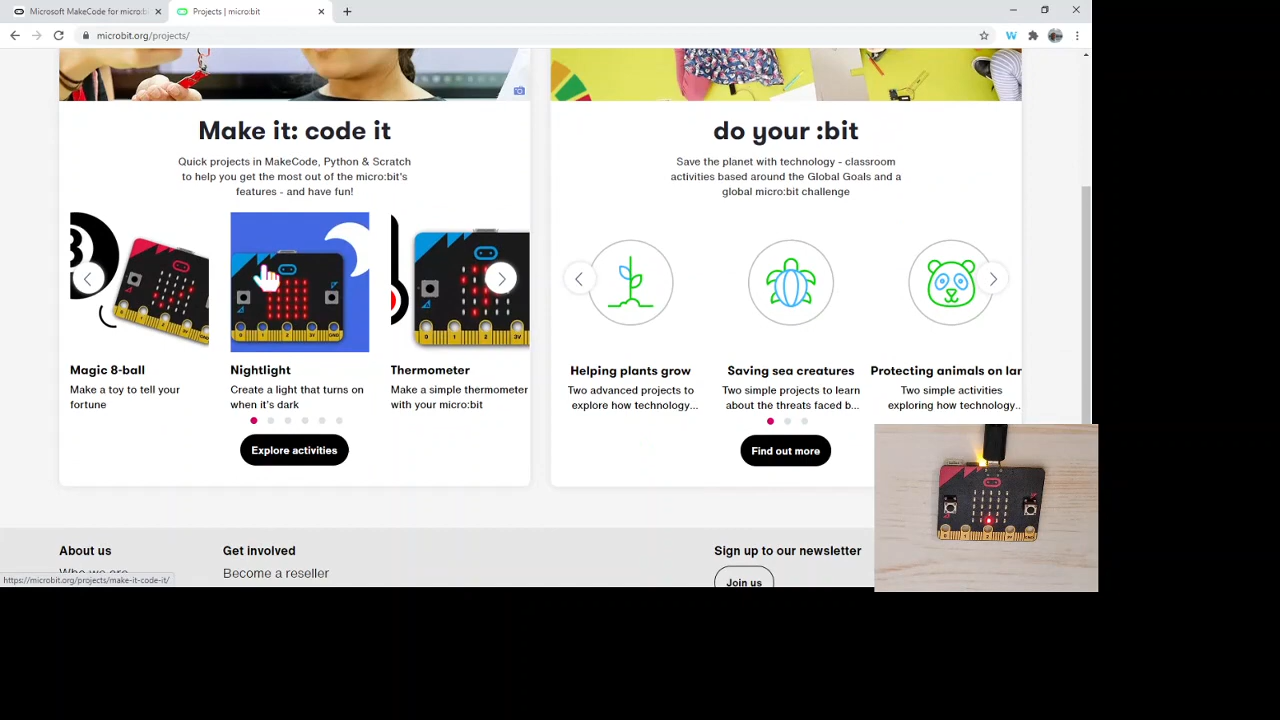 Microsoft MakeCode for micro:b
Projects | micro:bit
microbit.org/projects/
Make it: code it
Quick projects in MakeCode, Python & Scratch
to help you get the most out of the micro:bit's
features - and have fun!
Magic 8-ball
Make a toy to tell your
fortune
Nightlight
Create a light that turns on
when it's dark
Thermometer
Make a simple thermometer
with your micro:bit
Explore activities
do your :bit
Save the planet with technology - classroom
activities based around the Global Goals and a
global micro:bit challenge
Helping plants grow
Two advanced projects to
explore how technology...
Saving sea creatures
Two simple projects to learn
about the threats faced b...
Protecting animals on lan
Two simple activities
exploring how technology...
Find out more
About us
Who we are
Get involved
Become a reseller
Sign up to our newsletter
Join us
https://microbit.org/projects/make-it-code-it/